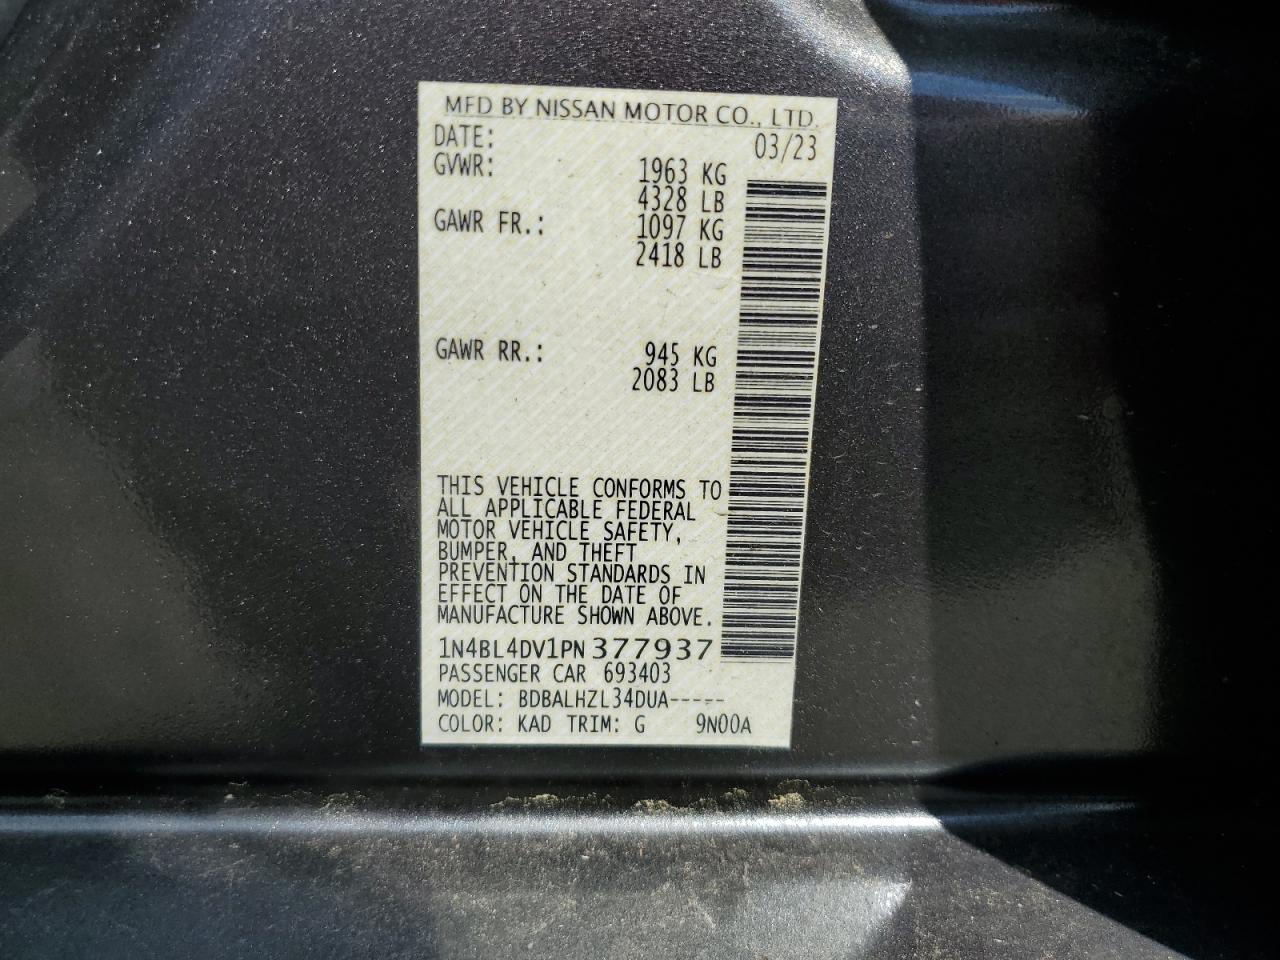 MFD BY NISSAN MOTOR CO., LTD.
DATE: 03/23
GVWR: 1963 KG
4328 LB
GAWR FR.: 1097 KG
2418 LB
GAWR RR.: 945 KG
2083 LB
THIS VEHICLE CONFORMS TO
ALL APPLICABLE FEDERAL
MOTOR VEHICLE SAFETY,
BUMPER, AND THEFT
PREVENTION STANDARDS IN
EFFECT ON THE DATE OF
MANUFACTURE SHOWN ABOVE.
1N4BL4DV1PN377937
PASSENGER CAR 693403
MODEL: BDBALHZL34DUA-----
COLOR: KAD TRIM: G 9N00A